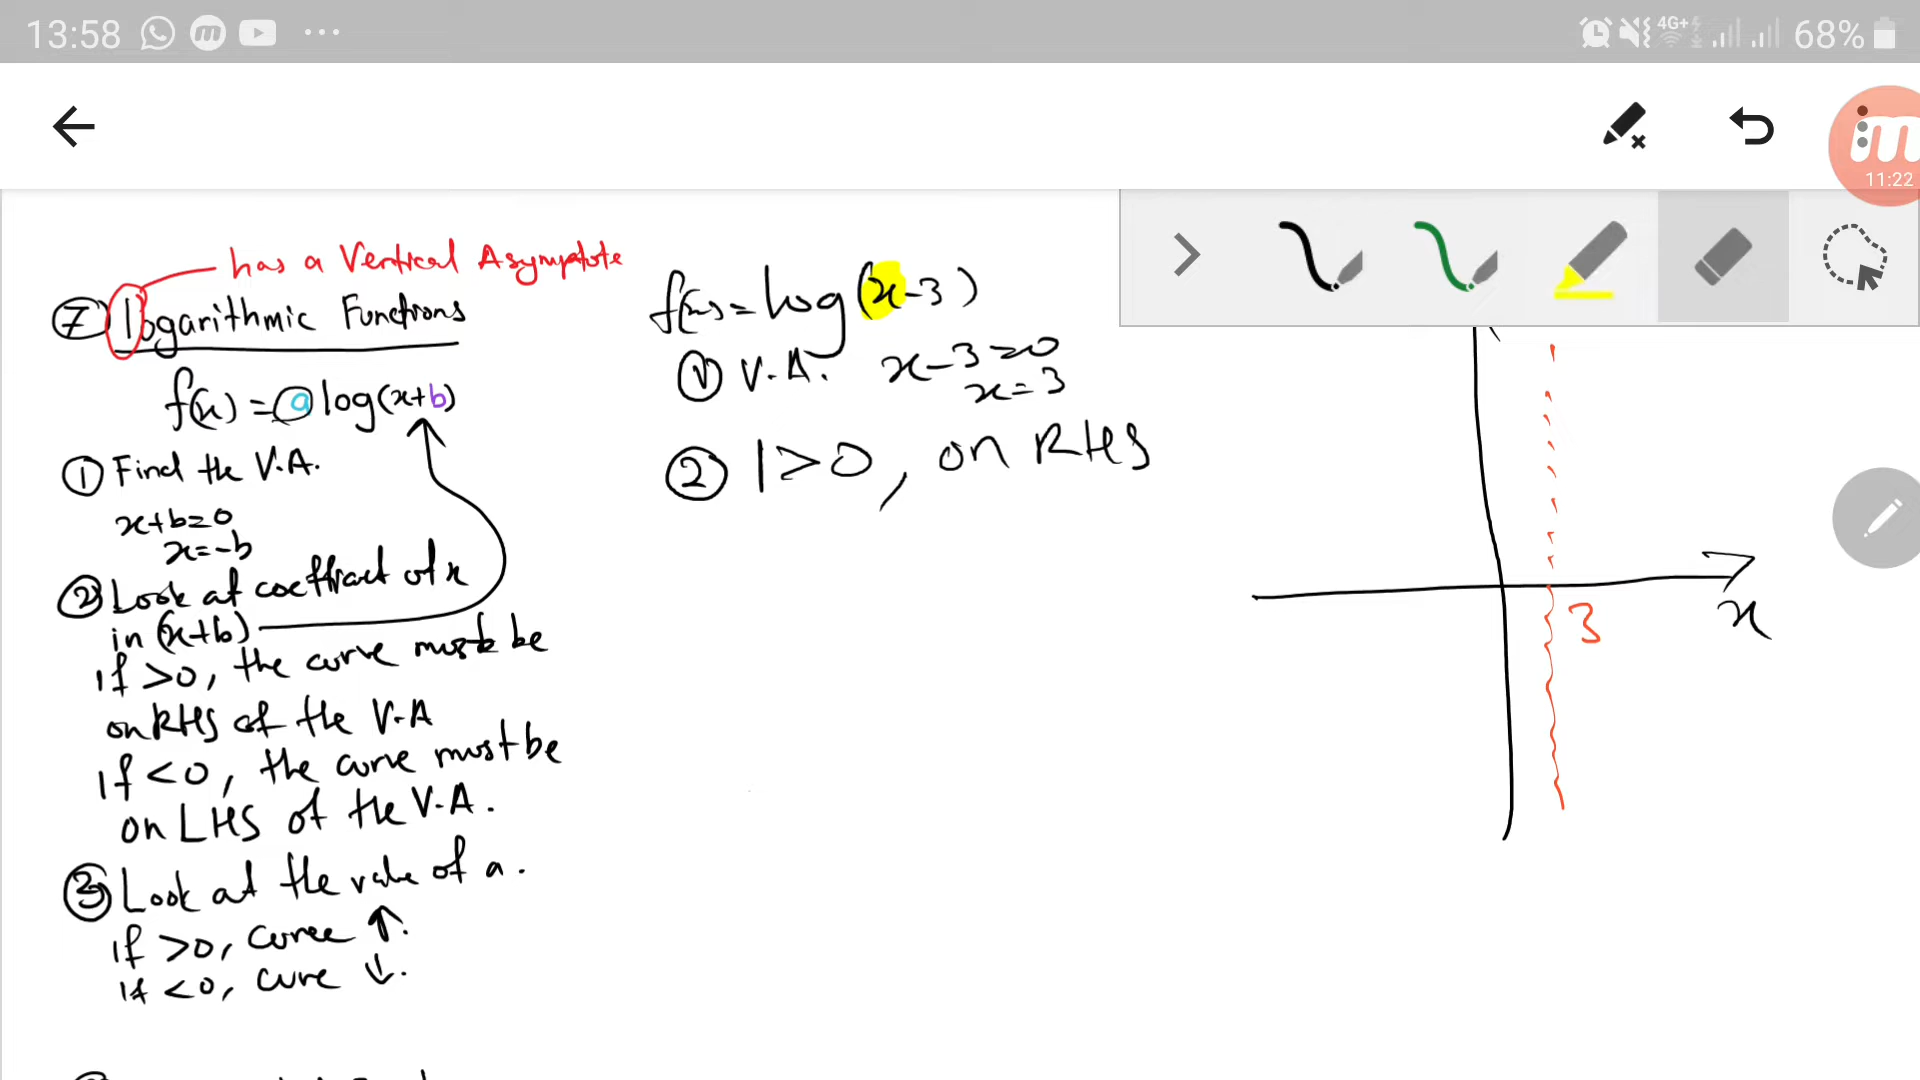 13:58
4G+
68%
11:22
has a Vertical Asymptote
⑦ logarithmic Functions
f(x) = a log(x+b)
① Find the V.A.
x+b=0
x=-b
② Look at coefficient of x
in (x+b)
if >0, the curve must be
on RHS of the V.A
if <0, the curve must be
on LHS of the V.A.
③ Look at the value of a.
if >0, curve ↑.
if <0, curve ↓.
f(x) = log(x-3)
① V.A. x-3=0
x=3
② 1>0, on RHS
3
x